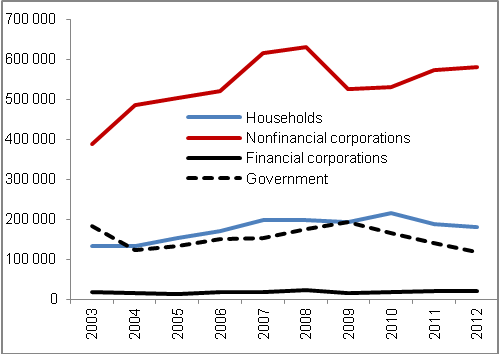 700 000
600 000
500 000
400 000
300 000
200 000
100 000
0
Households
Nonfinancial corporations
Financial corporations
Government
2003 2004 2005 2006 2007 2008 2009 2010 2011 2012